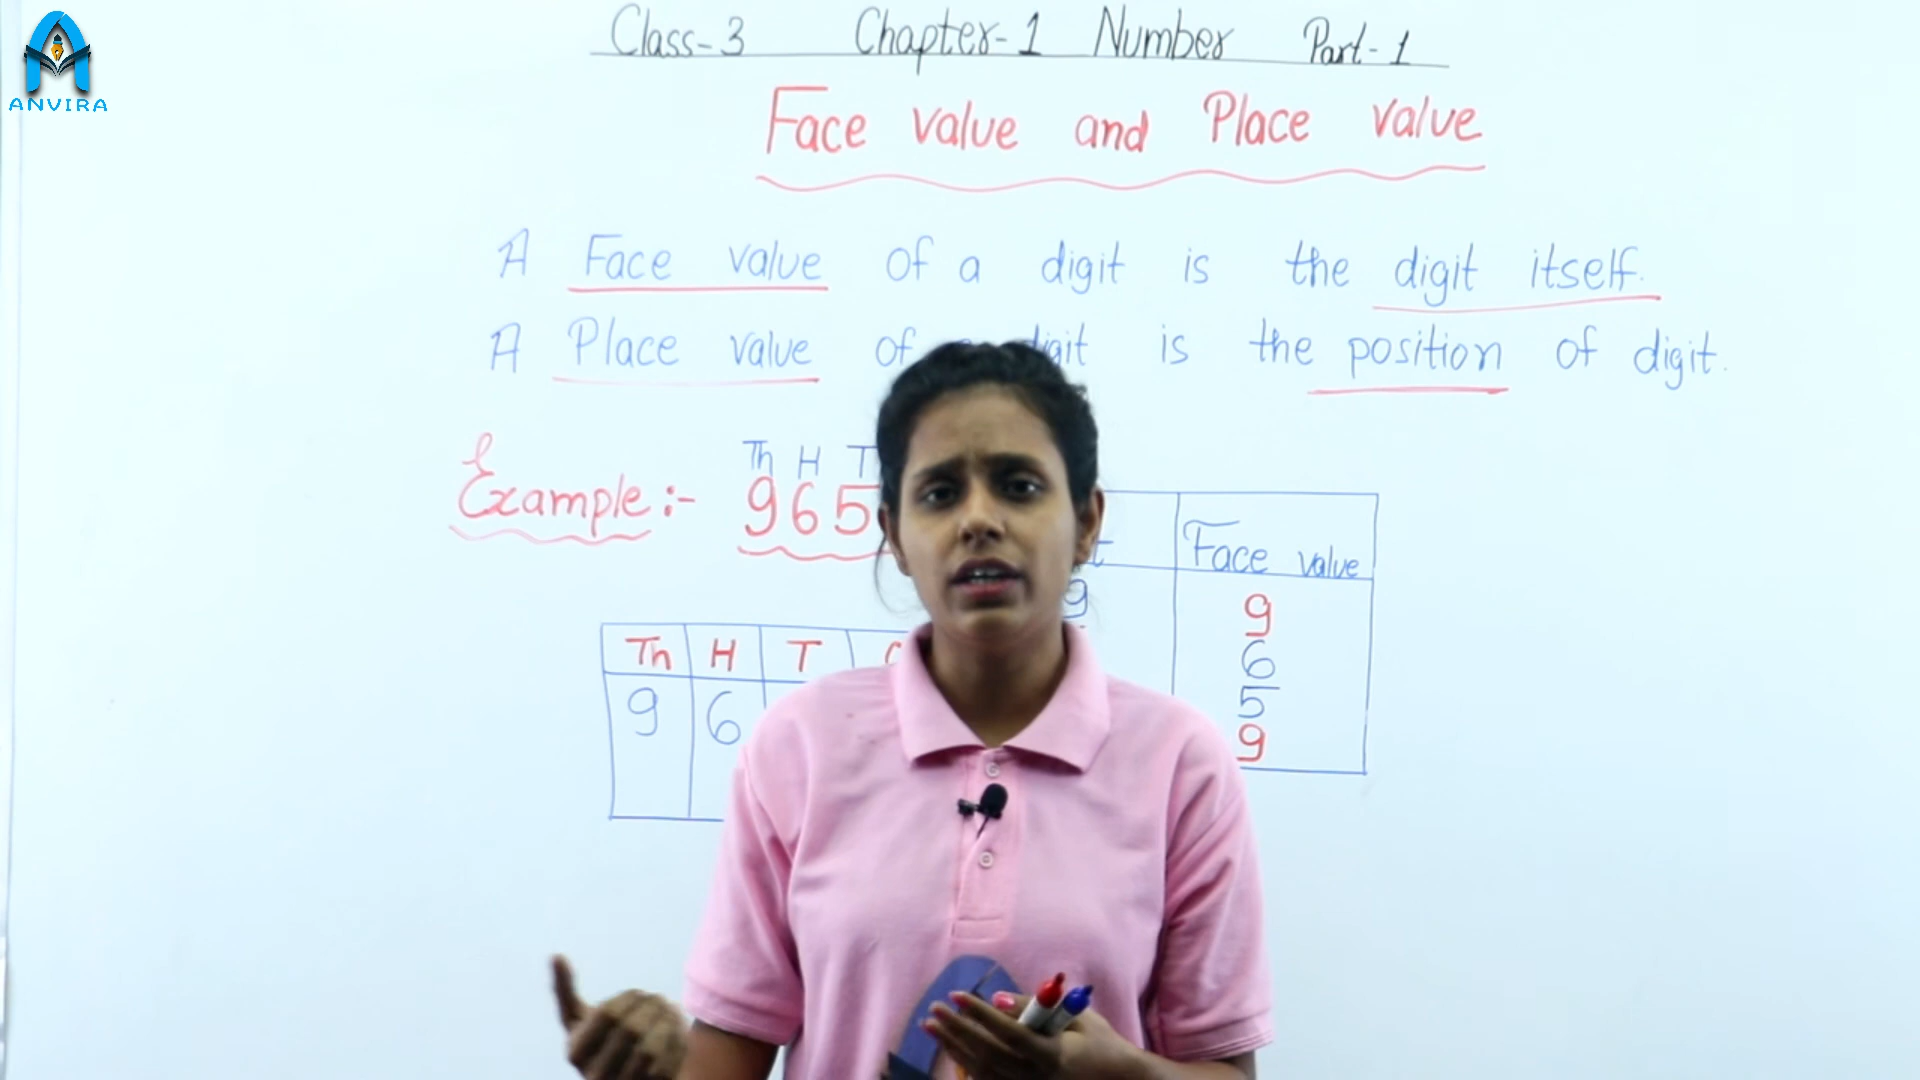 ANVIRA
Class-3 Chapter-1 Number Part-1
Face value and Place value
A Face value of a digit is the digit itself.
A Place value of digit is the position of digit.
Th H T
Example:- 965
Face value
9
9
6
5
9
Th H T
9 6